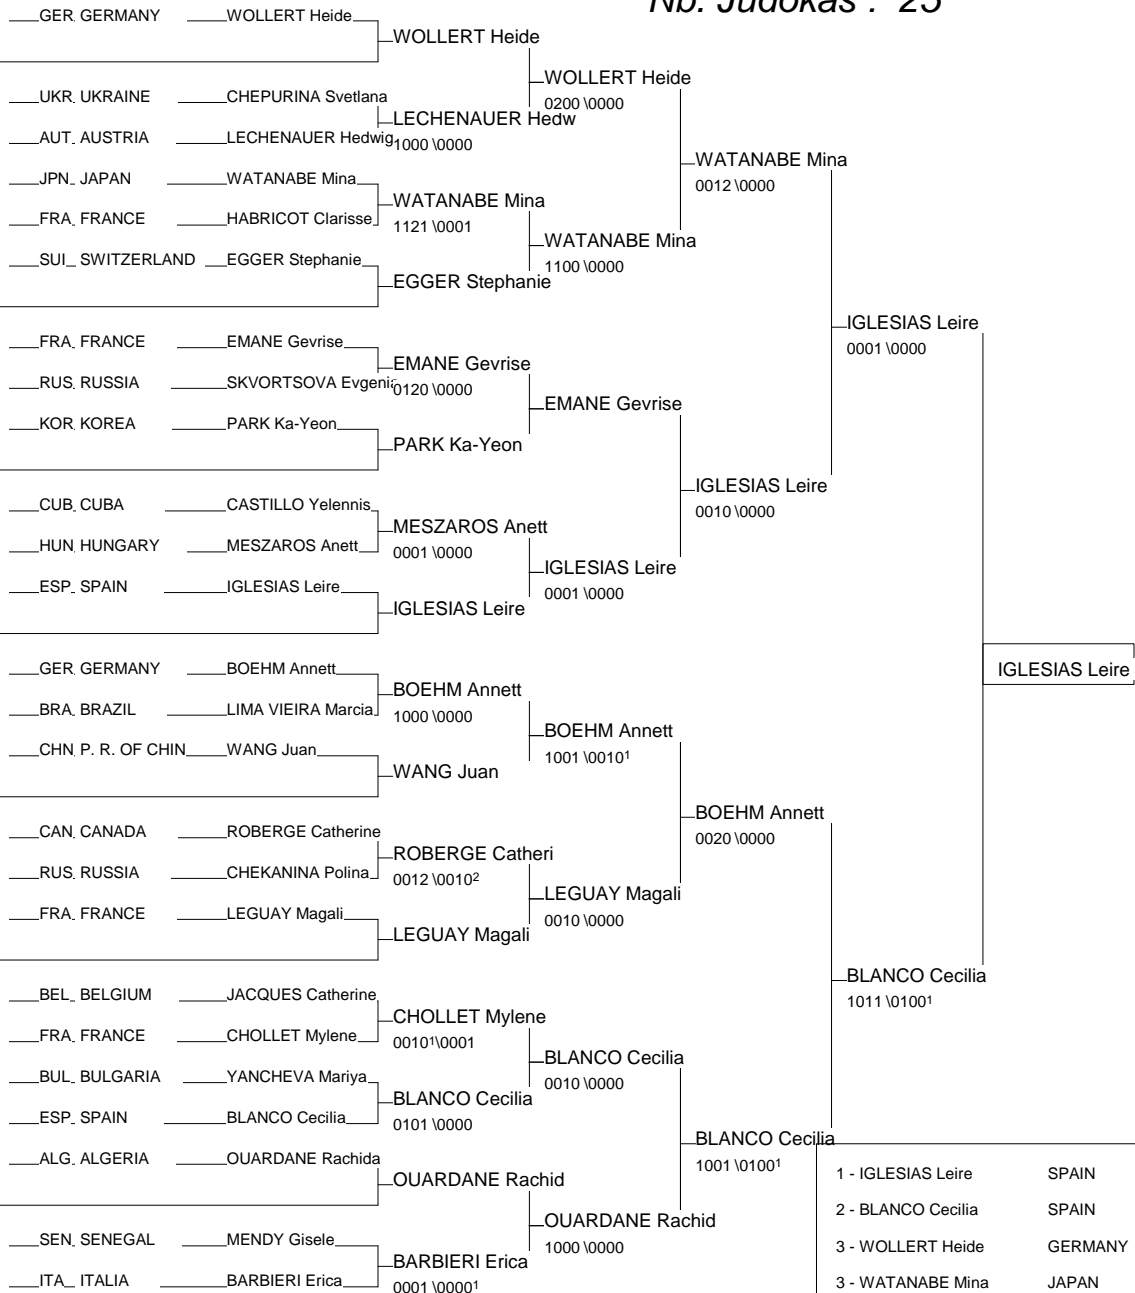 Nb. Judokas : 25
GER GERMANY WOLLERT Heide
WOLLERT Heide
WOLLERT Heide
0200 \0000
UKR UKRAINE CHEPURINA Svetlana
LECHENAUER Hedw
1000 \0000
AUT AUSTRIA LECHENAUER Hedwig
WATANABE Mina
0012 \0000
JPN JAPAN WATANABE Mina
WATANABE Mina
1121 \0001
FRA FRANCE HABRICOT Clarisse
WATANABE Mina
1100 \0000
SUI SWITZERLAND EGGER Stephanie
EGGER Stephanie
IGLESIAS Leire
0001 \0000
FRA FRANCE EMANE Gevrise
EMANE Gevrise
0120 \0000
RUS RUSSIA SKVORTSOVA Evgenia
EMANE Gevrise
KOR KOREA PARK Ka-Yeon
PARK Ka-Yeon
IGLESIAS Leire
0010 \0000
CUB CUBA CASTILLO Yelennis
MESZAROS Anett
0001 \0000
HUN HUNGARY MESZAROS Anett
IGLESIAS Leire
0001 \0000
ESP SPAIN IGLESIAS Leire
IGLESIAS Leire
IGLESIAS Leire
GER GERMANY BOEHM Annett
BOEHM Annett
1000 \0000
BRA BRAZIL LIMA VIEIRA Marcia
BOEHM Annett
1001 \0010¹
CHN P. R. OF CHIN WANG Juan
WANG Juan
BOEHM Annett
0020 \0000
CAN CANADA ROBERGE Catherine
ROBERGE Catheri
0012 \0010²
RUS RUSSIA CHEKANINA Polina
LEGUAY Magali
0010 \0000
FRA FRANCE LEGUAY Magali
LEGUAY Magali
BLANCO Cecilia
1011 \0100¹
BEL BELGIUM JACQUES Catherine
CHOLLET Mylene
0010¹\0001
FRA FRANCE CHOLLET Mylene
BLANCO Cecilia
0010 \0000
BUL BULGARIA YANCHEVA Mariya
BLANCO Cecilia
0101 \0000
ESP SPAIN BLANCO Cecilia
BLANCO Cecilia
1001 \0100¹
ALG ALGERIA OUARDANE Rachida
OUARDANE Rachid
OUARDANE Rachid
1000 \0000
SEN SENEGAL MENDY Gisele
BARBIERI Erica
0001 \0000¹
ITA ITALIA BARBIERI Erica
1 - IGLESIAS Leire SPAIN
2 - BLANCO Cecilia SPAIN
3 - WOLLERT Heide GERMANY
3 - WATANABE Mina JAPAN